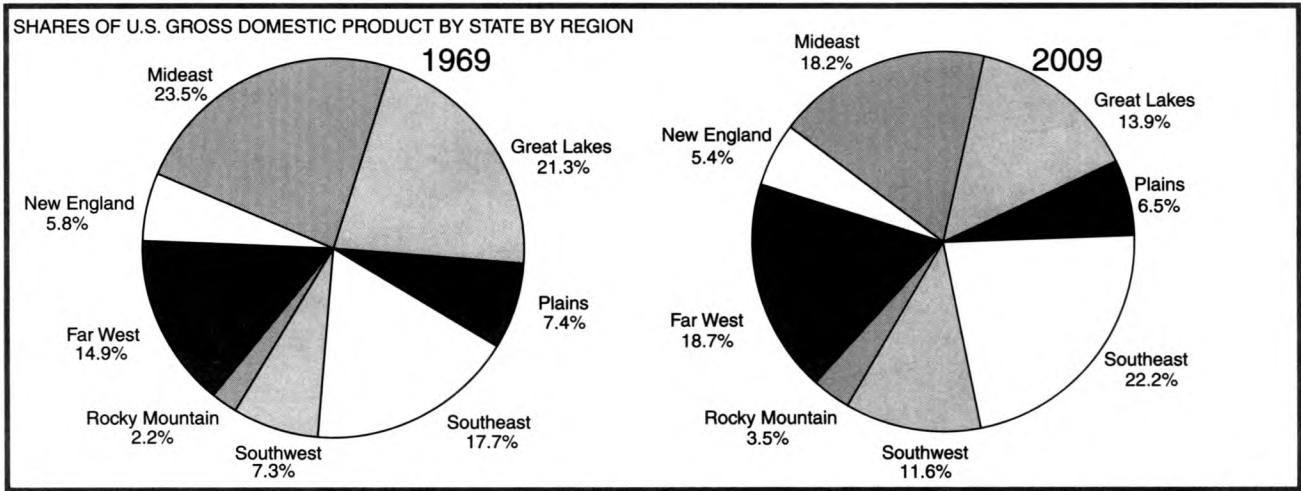 SHARES OF U.S. GROSS DOMESTIC PRODUCT BY STATE BY REGION
1969
Mideast
23.5%
Great Lakes
21.3%
New England
5.8%
Plains
7.4%
Far West
14.9%
Rocky Mountain
2.2%
Southwest
7.3%
Southeast
17.7%
2009
Mideast
18.2%
Great Lakes
13.9%
New England
5.4%
Plains
6.5%
Far West
18.7%
Southeast
22.2%
Rocky Mountain
3.5%
Southwest
11.6%